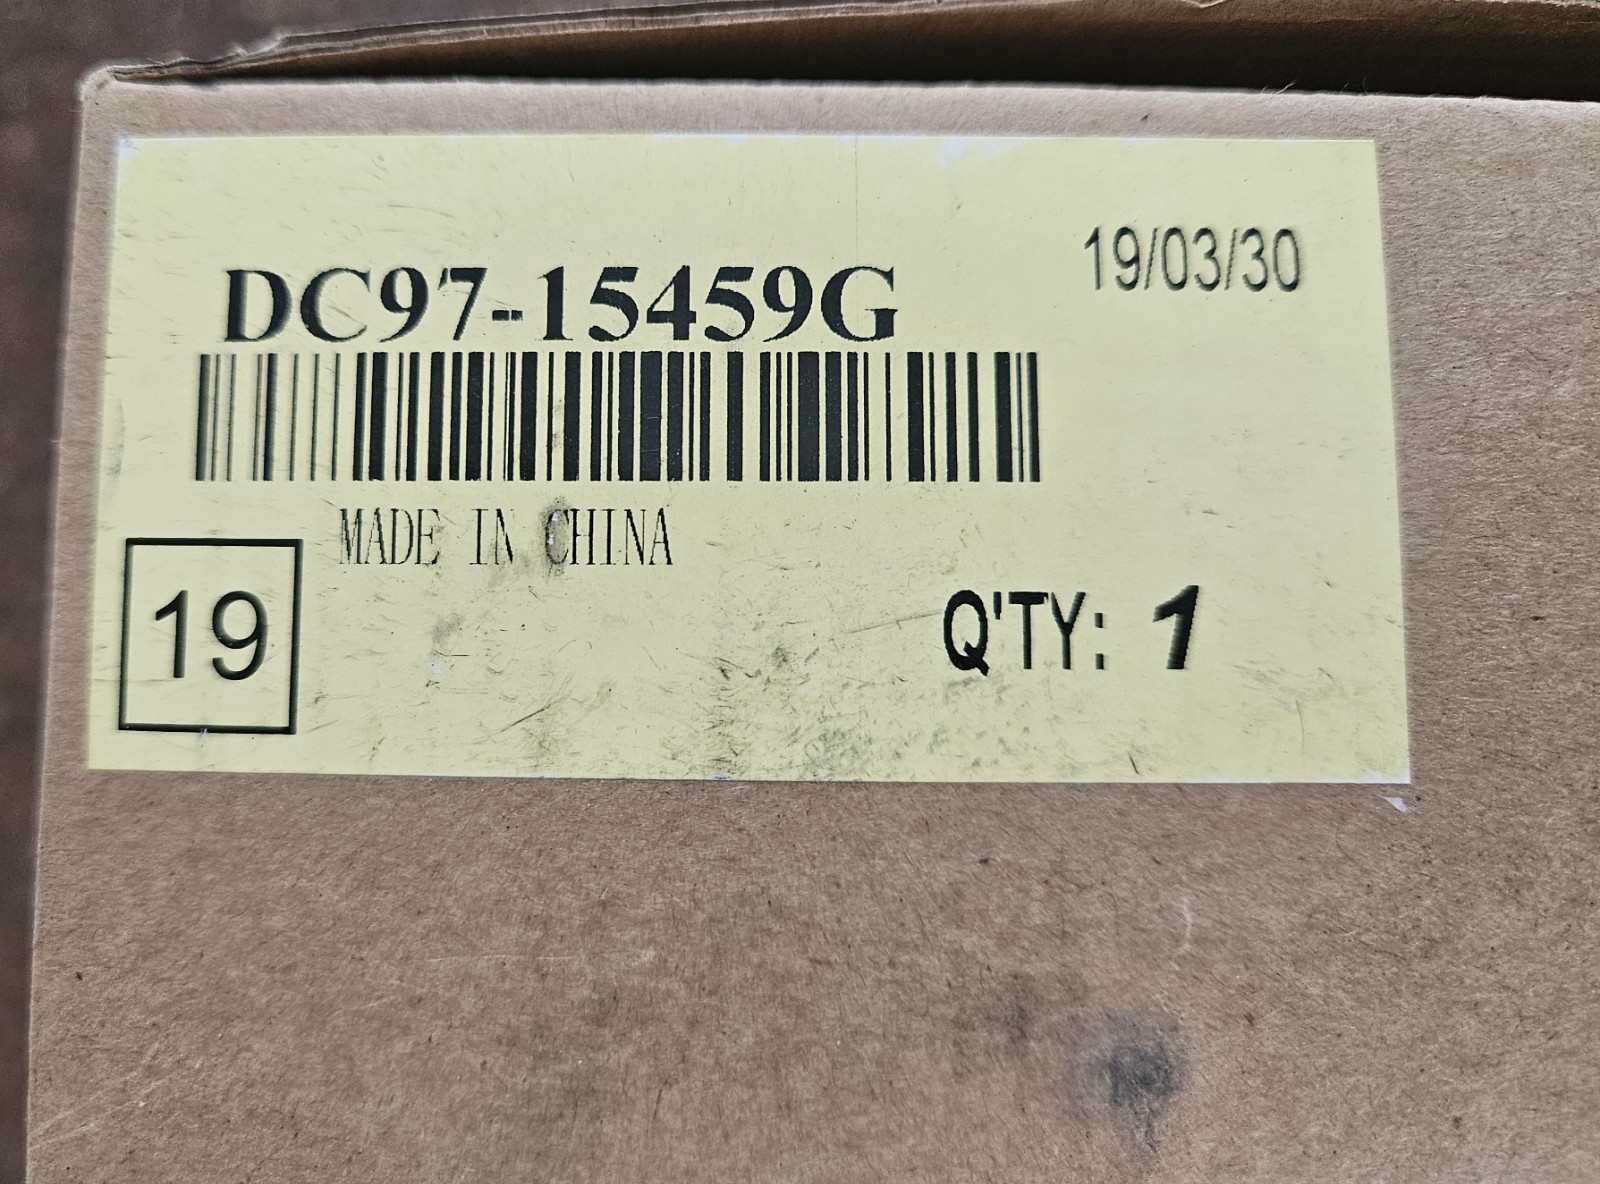 19/03/30
DC97-15459G
MADE IN CHINA
19
Q'TY: 1